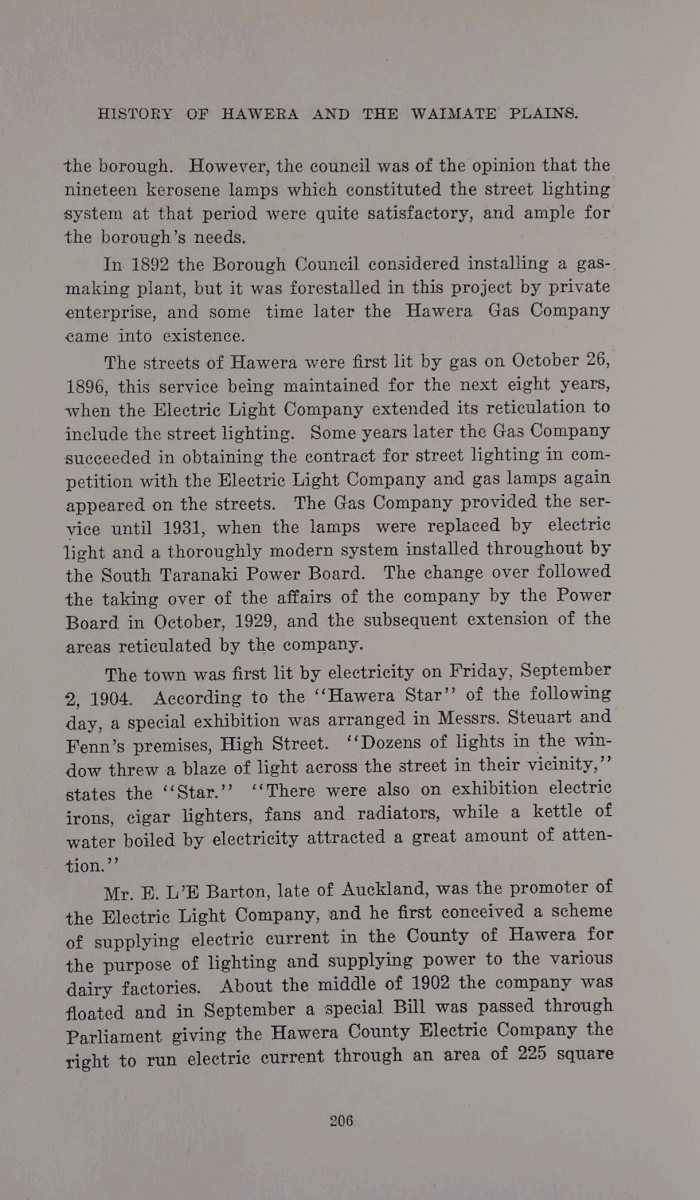 HISTORY OF HAWERA AND THE WAIMATE PLAINS.
the borough. However, the council was of the opinion that the
nineteen kerosene lamps which constituted the street lighting
system at that period were quite satisfactory, and ample for
the borough's needs.
In 1892 the Borough Council considered installing a gas-
making plant, but it was forestalled in this project by private
enterprise, and some time later the Hawera Gas Company
came into existence.
The streets of Hawera were first lit by gas on October 26,
1896, this service being maintained for the next eight years,
when the Electric Light Company extended its reticulation to
include the street lighting. Some years later the Gas Company
succeeded in obtaining the contract for street lighting in com-
petition with the Electric Light Company and gas lamps again
appeared on the streets. The Gas Company provided the ser-
vice until 1931, when the lamps were replaced by electric
light and a thoroughly modern system installed throughout by
the South Taranaki Power Board. The change over followed
the taking over of the affairs of the company by the Power
Board in October, 1929, and the subsequent extension of the
areas reticulated by the company.
The town was first lit by electricity on Friday, September
2, 1904. According to the ‘‘Hawera Star’’ of the following
day, a special exhibition was arranged in Messrs. Steuart and
Fenn's premises, High Street. ‘‘Dozens of lights in the win-
dow threw a blaze of light across the street in their vicinity,’’
states the ‘‘Star.’’ ‘‘There were also on exhibition electric
irons, cigar lighters, fans and radiators, while a kettle of
water boiled by electricity attracted a great amount of atten-
tion.’’
Mr. E. L'E Barton, late of Auckland, was the promoter of
the Electric Light Company, and he first conceived a scheme
of supplying electric current in the County of Hawera for
the purpose of lighting and supplying power to the various
dairy factories. About the middle of 1902 the company was
floated and in September a special Bill was passed through
Parliament giving the Hawera County Electric Company the
right to run electric current through an area of 225 square
206